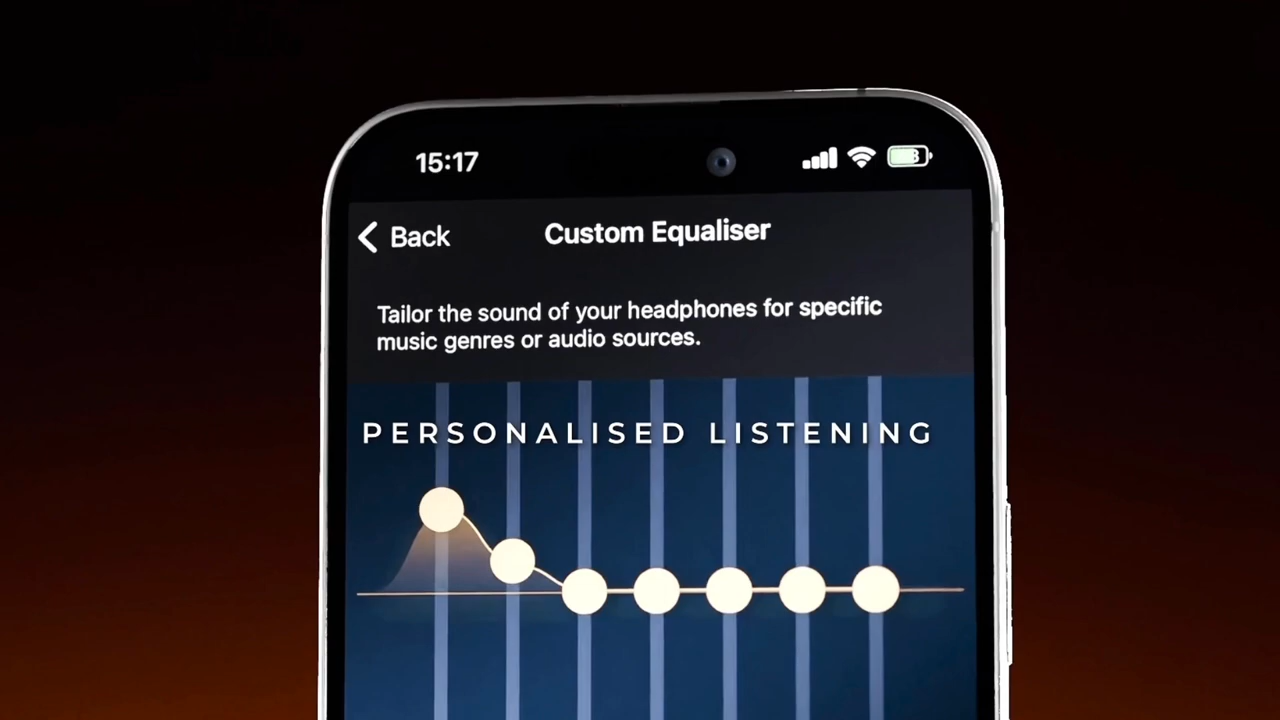 15:17
Back
Custom Equaliser
Tailor the sound of your headphones for specific
music genres or audio sources.
PERSONALISED LISTENING